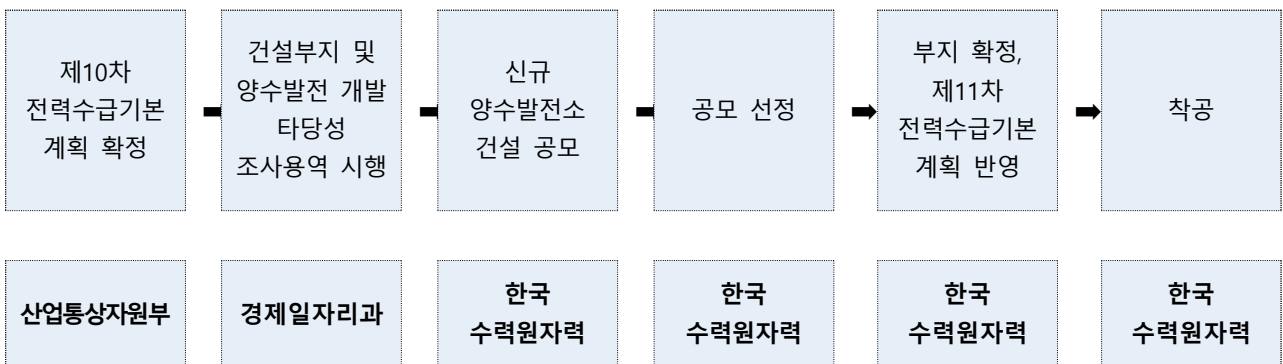 제10차
전력수급기본
계획 확정
건설부지 및
양수발전 개발
타당성
조사용역 시행
신규
양수발전소
건설 공모
공모 선정
부지 확정,
제11차
전력수급기본
계획 반영
착공
산업통상자원부
경제일자리과
한국
수력원자력
한국
수력원자력
한국
수력원자력
한국
수력원자력